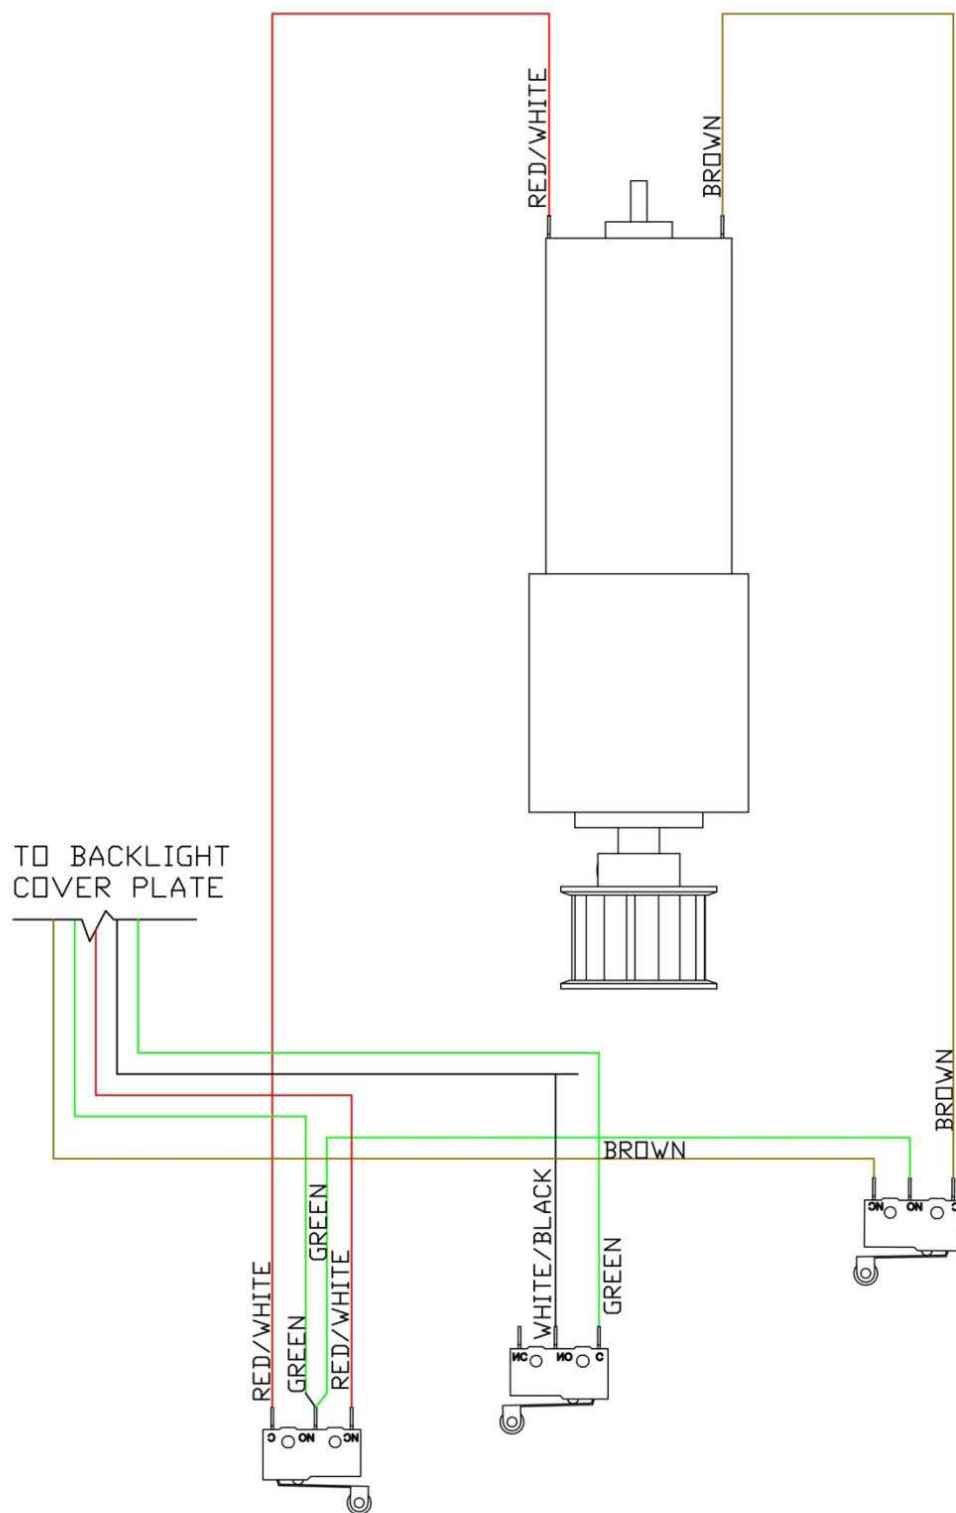 RED/WHITE
BROWN
TO BACKLIGHT
COVER PLATE
BROWN
BROWN
NC
NO
C
GREEN
WHITE/BLACK
GREEN
RED/WHITE
GREEN
RED/WHITE
NC
NO
C
C
NO
NC